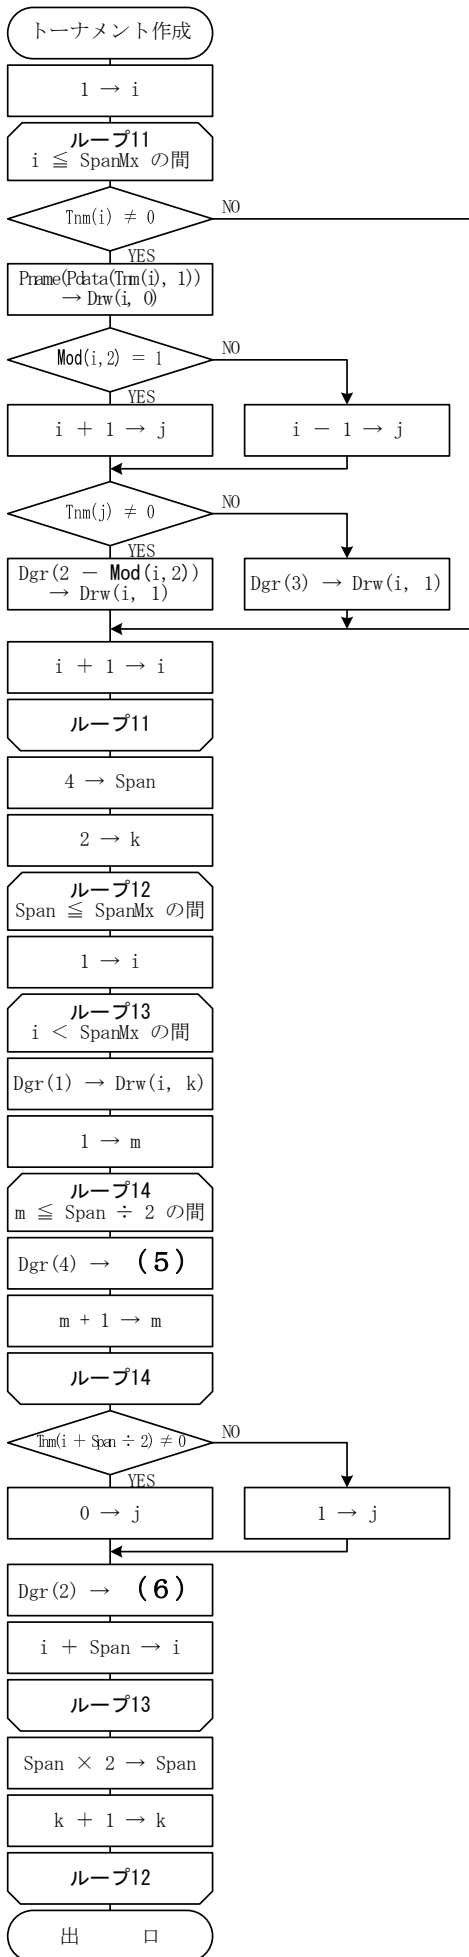 トーナメント作成
1 → i
ループ11
i ≦ SpanMx の間
Tnm(i) ≠ 0
NO
YES
Pname(Pdata(Tnm(i), 1))
→ Drw(i, 0)
Mod(i,2) = 1
NO
YES
i + 1 → j
i － 1 → j
Tnm(j) ≠ 0
NO
YES
Dgr(2 － Mod(i,2))
→ Drw(i, 1)
Dgr(3) → Drw(i, 1)
i + 1 → i
ループ11
4 → Span
2 → k
ループ12
Span ≦ SpanMx の間
1 → i
ループ13
i < SpanMx の間
Dgr(1) → Drw(i, k)
1 → m
ループ14
m ≦ Span ÷ 2 の間
Dgr(4) → (5)
m + 1 → m
ループ14
Tnm(i + Span ÷ 2) ≠ 0
NO
YES
0 → j
1 → j
Dgr(2) → (6)
i + Span → i
ループ13
Span × 2 → Span
k + 1 → k
ループ12
出 口